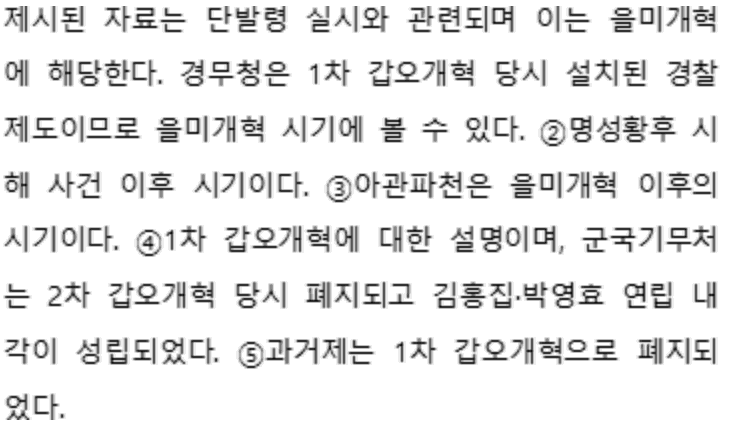 제시된 자료는 단발령 실시와 관련되며 이는 을미개혁
에 해당한다. 경무청은 1차 갑오개혁 당시 설치된 경찰
제도이므로 을미개혁 시기에 볼 수 있다. ②명성황후 시
해 사건 이후 시기이다. ③아관파천은 을미개혁 이후의
시기이다. ④1차 갑오개혁에 대한 설명이며, 군국기무처
는 2차 갑오개혁 당시 폐지되고 김홍집·박영효 연립 내
각이 성립되었다. ⑤과거제는 1차 갑오개혁으로 폐지되
었다.